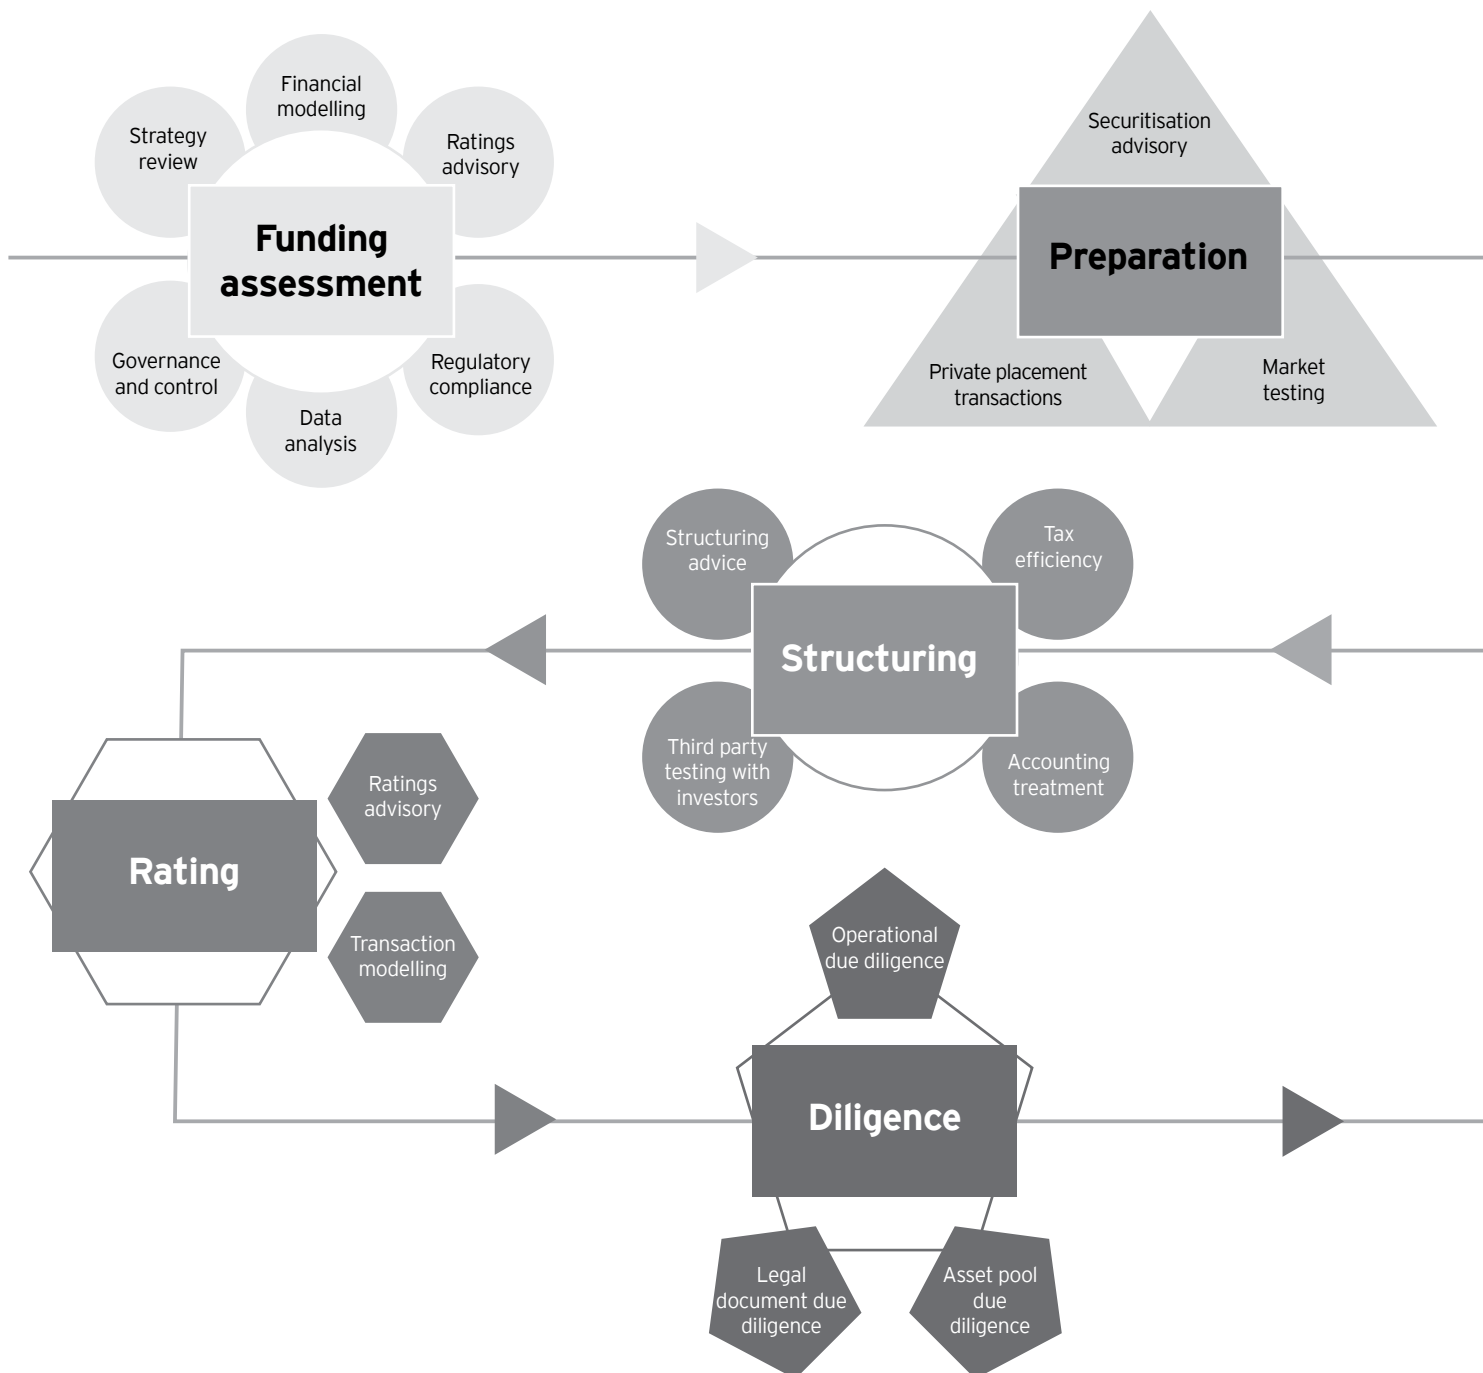 Financial
modelling
Strategy
review
Ratings
advisory
Funding
assessment
Governance
and control
Regulatory
compliance
Data
analysis
Securitisation
advisory
Preparation
Private placement
transactions
Market
testing
Structuring
advice
Tax
efficiency
Structuring
Third party
testing with
investors
Accounting
treatment
Ratings
advisory
Rating
Transaction
modelling
Operational
due diligence
Diligence
Legal
document due
diligence
Asset pool
due
diligence